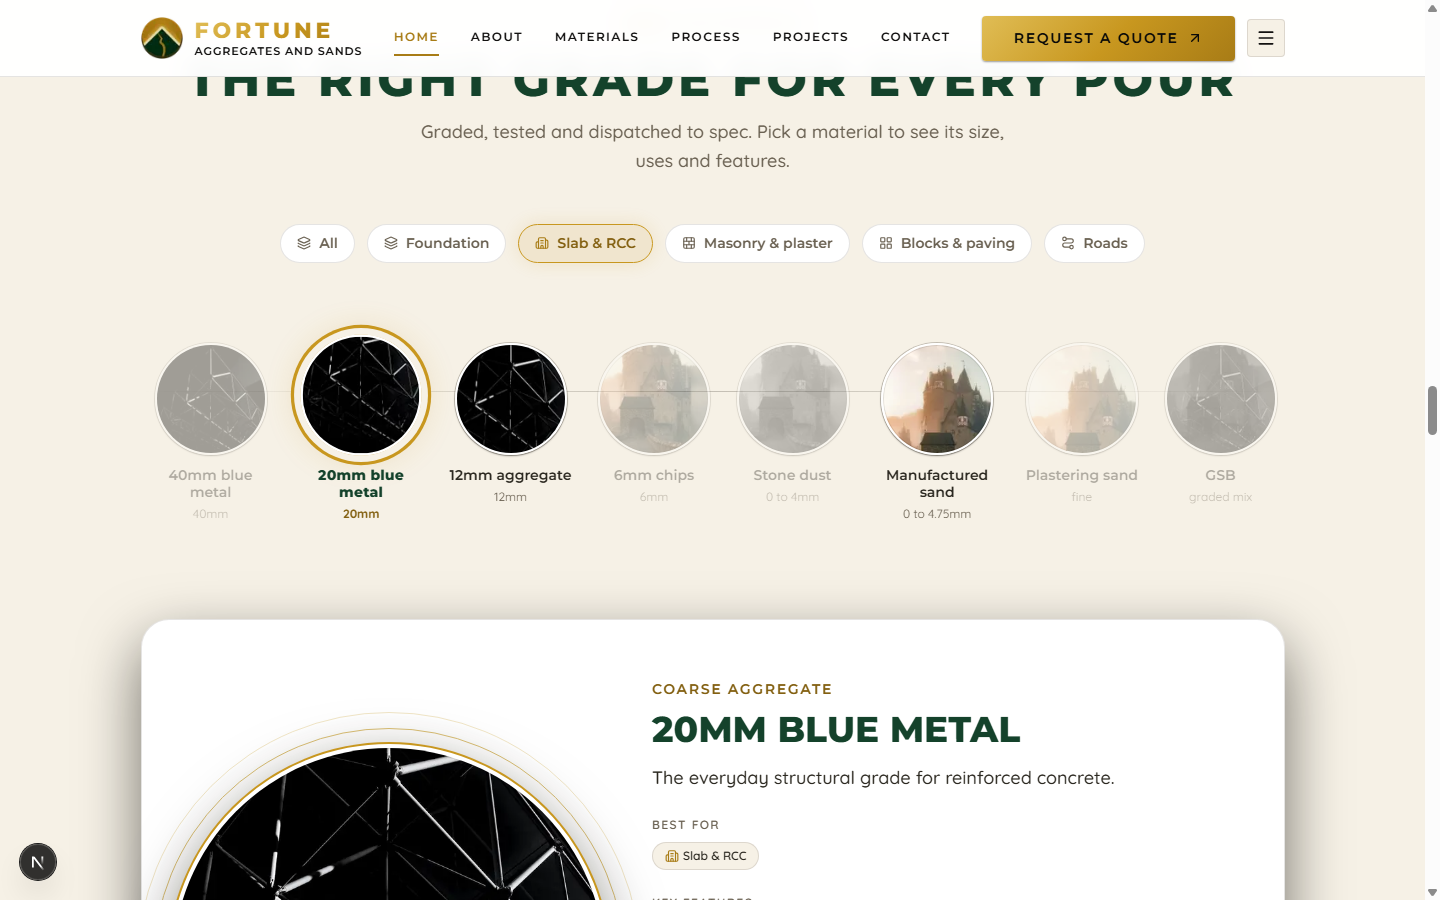 FORTUNE
AGGREGATES AND SANDS
HOME
ABOUT
MATERIALS
PROCESS
PROJECTS
CONTACT
REQUEST A QUOTE
THE RIGHT GRADE FOR EVERY POUR
Graded, tested and dispatched to spec. Pick a material to see its size,
uses and features.
All
Foundation
Slab & RCC
Masonry & plaster
Blocks & paving
Roads
40mm blue
metal
40mm
20mm blue
metal
20mm
12mm aggregate
12mm
6mm chips
6mm
Stone dust
0 to 4mm
Manufactured
sand
0 to 4.75mm
Plastering sand
fine
GSB
graded mix
COARSE AGGREGATE
20MM BLUE METAL
The everyday structural grade for reinforced concrete.
BEST FOR
Slab & RCC
N